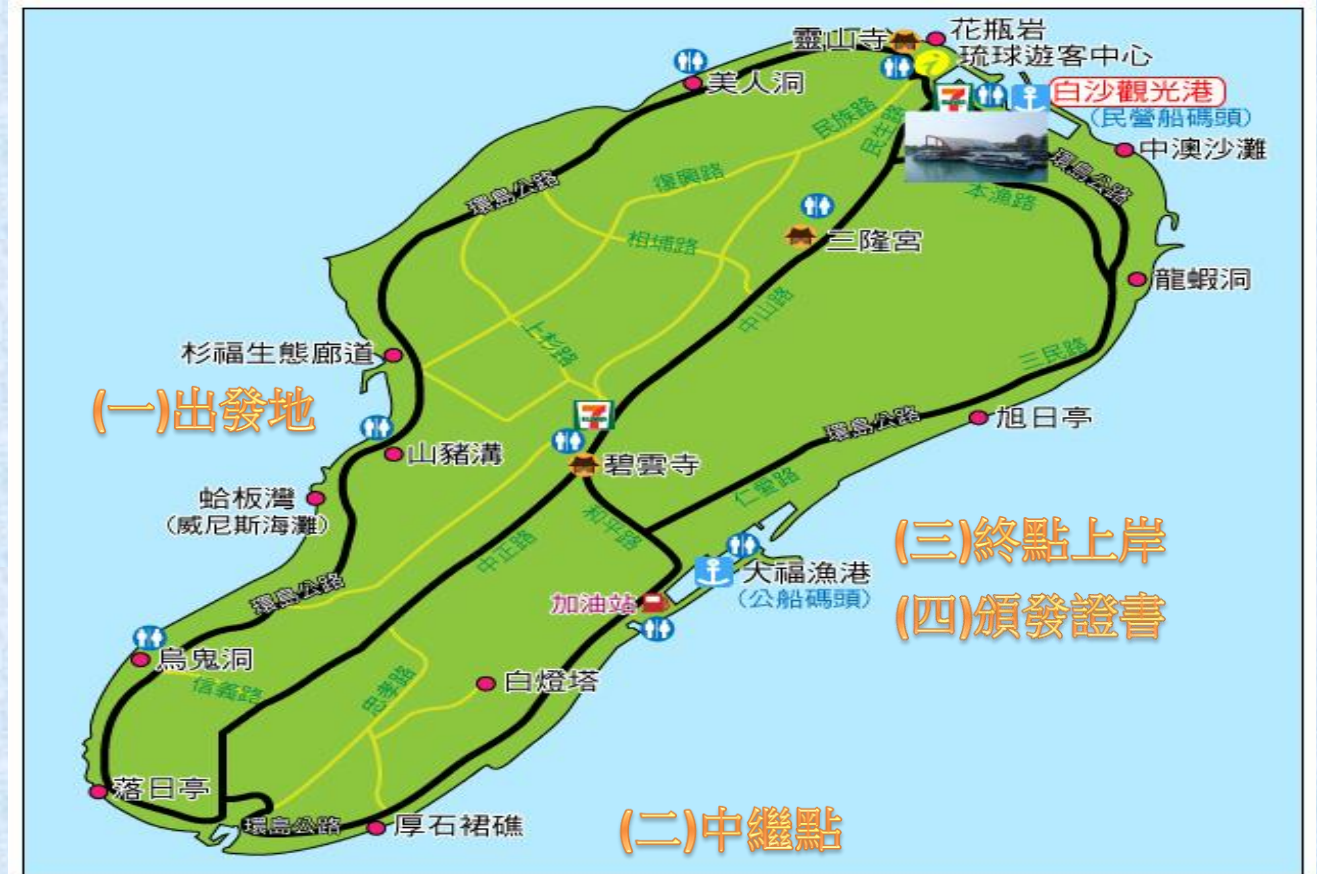 靈山寺
花瓶岩
琉球遊客中心
美人洞
白沙觀光港
(民營船碼頭)
民族路
民生路
中澳沙灘
環島公路
環島公路
復興路
本漁路
相埔路
三隆宮
龍蝦洞
中山路
上杉路
三民路
杉福生態廊道
(一)出發地
7
ELEVEN
旭日亭
環島公路
山豬溝
碧雲寺
蛤板灣
(威尼斯海灘)
仁愛路
和平路
(三)終點上岸
中正路
大福漁港
(公船碼頭)
環島公路
加油站
(四)頒發證書
烏鬼洞
信義路
白燈塔
忠孝路
落日亭
環島公路
厚石裙礁
(二)中繼點